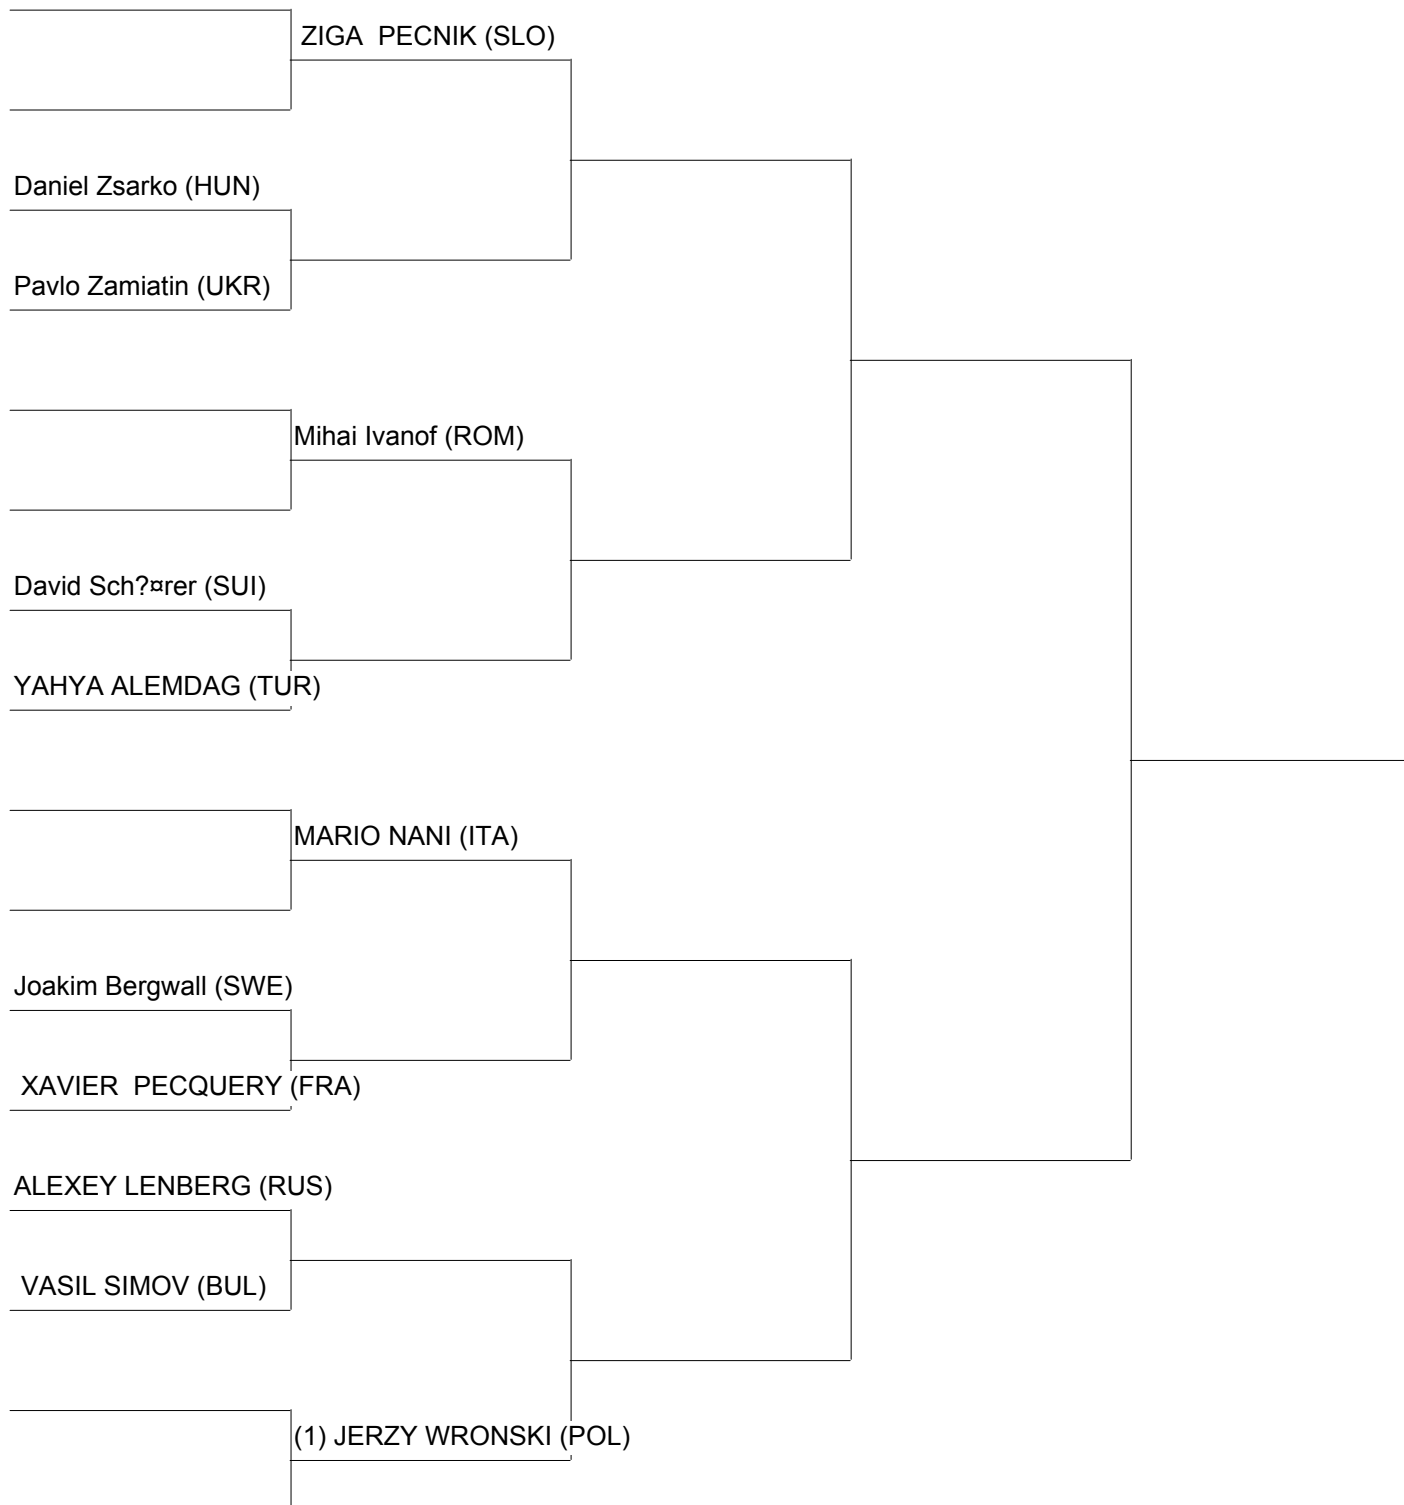 ZIGA  PECNIK (SLO)
Daniel Zsarko (HUN)
Pavlo Zamiatin (UKR)
Mihai Ivanof (ROM)
David Sch?¤rer (SUI)
YAHYA ALEMDAG (TUR)
MARIO NANI (ITA)
Joakim Bergwall (SWE)
XAVIER  PECQUERY (FRA)
ALEXEY LENBERG (RUS)
VASIL SIMOV (BUL)
(1) JERZY WRONSKI (POL)